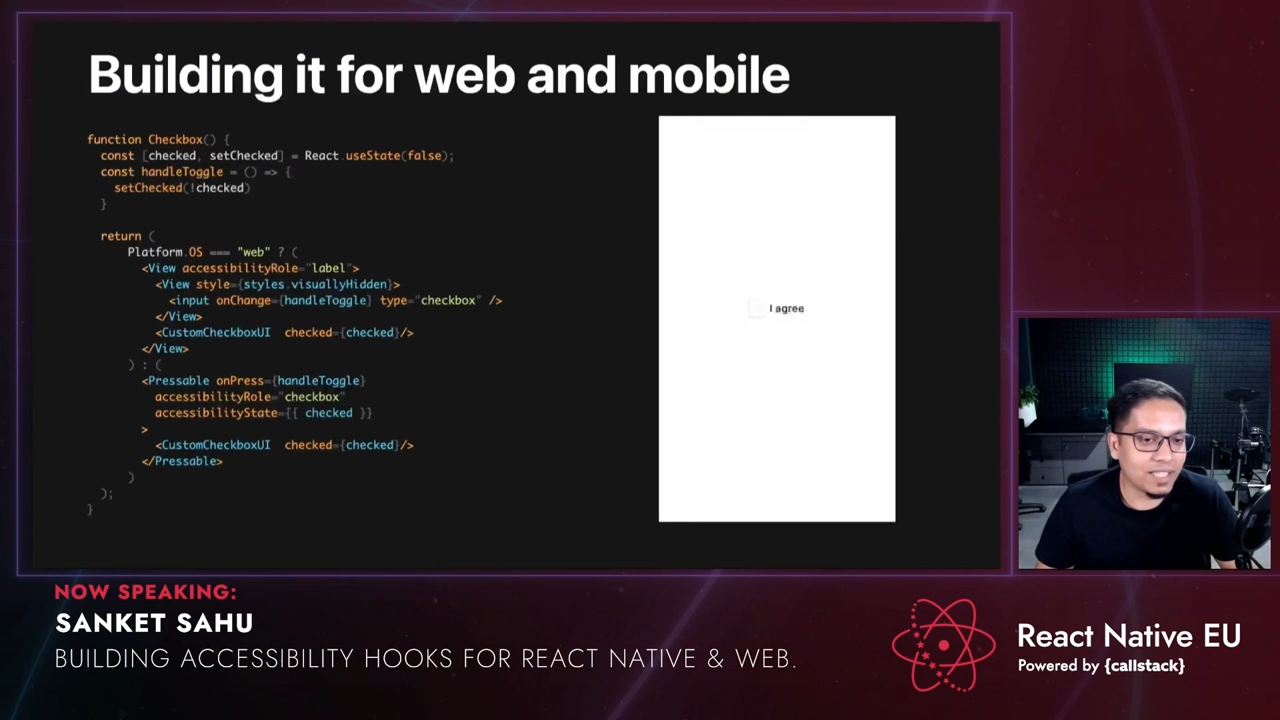 Building it for web and mobile
function Checkbox() {
const [checked, setChecked] = React.useState(false);
const handleToggle = () => {
setChecked(!checked)
}
return (
Platform.OS === "web" ? (
<View accessibilityRole="label">
<View style={styles.visuallyHidden}>
<input onChange={handleToggle} type="checkbox" />
</View>
<CustomCheckboxUI checked={checked}/>
</View>
) : (
<Pressable onPress={handleToggle}
accessibilityRole="checkbox"
accessibilityState={{ checked }}
>
<CustomCheckboxUI checked={checked}/>
</Pressable>
)
);
}
I agree
NOW SPEAKING:
SANKET SAHU
BUILDING ACCESSIBILITY HOOKS FOR REACT NATIVE & WEB.
React Native EU
Powered by {callstack}